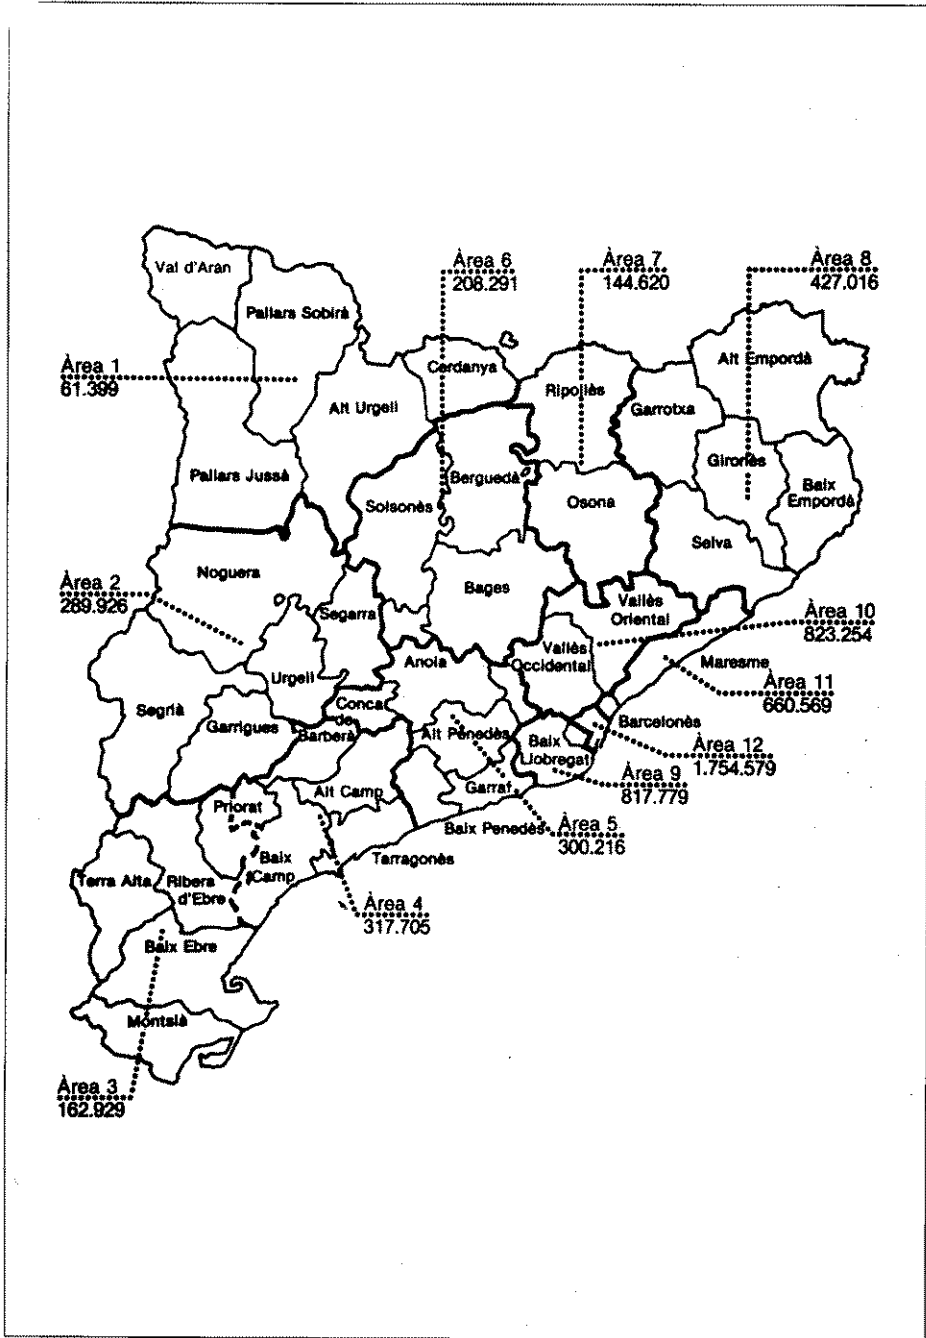 Val d'Aran
Pallars Sobirà
Àrea 6
208.291
Àrea 7
144.620
Àrea 8
427.016
Àrea 1
61.399
Cerdanya
Alt Urgell
Ripollès
Garrotxa
Alt Empordà
Pallars Jussà
Solsonès
Berguedà
Osona
Gironès
Baix
Empordà
Selva
Àrea 2
289.926
Noguera
Segarra
Bages
Vallès
Oriental
Àrea 10
823.254
Vallès
Occidental
Maresme
Àrea 11
660.569
Anoia
Urgell
Segrià
Garrigues
Conca
de
Barberà
Alt Penedès
Baix
Llobregat
Barcelonès
Àrea 12
1.754.579
Àrea 9
817.779
Garraf
Alt Camp
Priorat
Baix Penedès
Àrea 5
300.216
Baix
Camp
Tarragonès
Terra Alta
Ribera
d'Ebre
Àrea 4
317.705
Baix Ebre
Montsià
Àrea 3
162.929